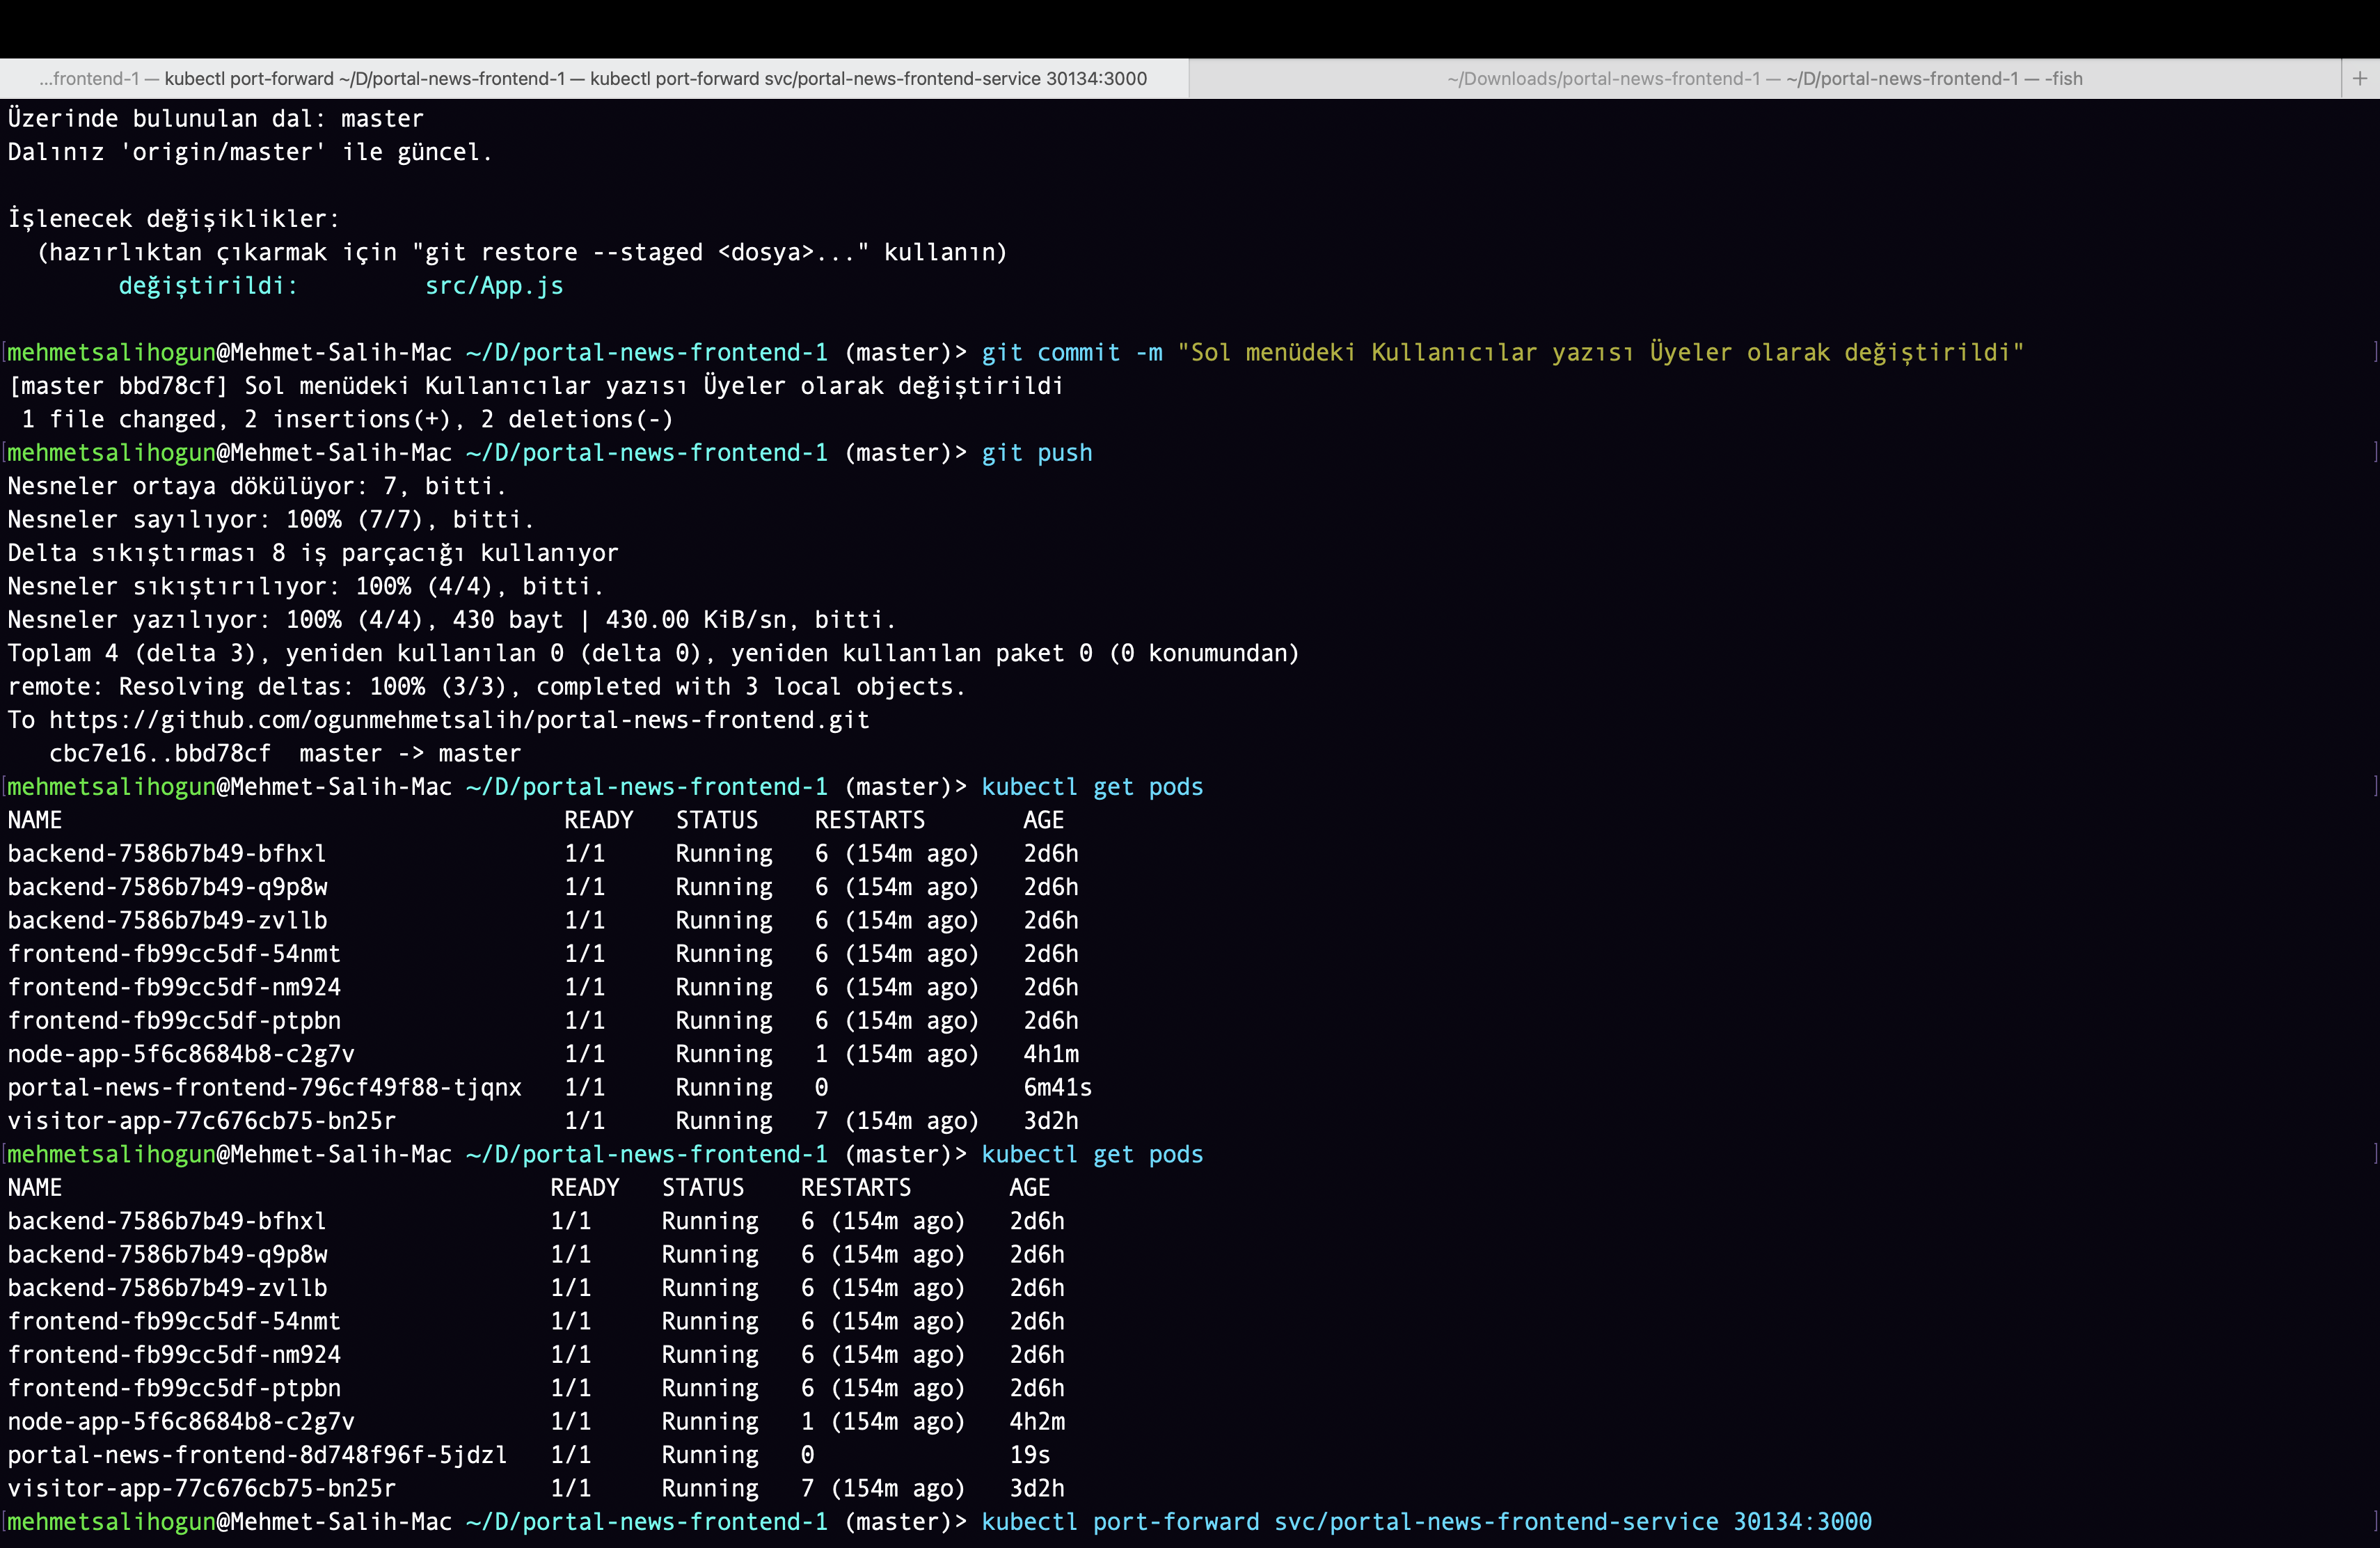 ...frontend-1 — kubectl port-forward ~/D/portal-news-frontend-1 — kubectl port-forward svc/portal-news-frontend-service 30134:3000
~/Downloads/portal-news-frontend-1 — ~/D/portal-news-frontend-1 — -fish
+
Üzerinde bulunulan dal: master
Dalınız 'origin/master' ile güncel.
İşlenecek değişiklikler:
  (hazırlıktan çıkarmak için "git restore --staged <dosya>..." kullanın)
        değiştirildi:         src/App.js
mehmetsalihogun@Mehmet-Salih-Mac ~/D/portal-news-frontend-1 (master)> git commit -m "Sol menüdeki Kullanıcılar yazısı Üyeler olarak değiştirildi"
[master bbd78cf] Sol menüdeki Kullanıcılar yazısı Üyeler olarak değiştirildi
 1 file changed, 2 insertions(+), 2 deletions(-)
mehmetsalihogun@Mehmet-Salih-Mac ~/D/portal-news-frontend-1 (master)> git push
Nesneler ortaya dökülüyor: 7, bitti.
Nesneler sayılıyor: 100% (7/7), bitti.
Delta sıkıştırması 8 iş parçacığı kullanıyor
Nesneler sıkıştırılıyor: 100% (4/4), bitti.
Nesneler yazılıyor: 100% (4/4), 430 bayt | 430.00 KiB/sn, bitti.
Toplam 4 (delta 3), yeniden kullanılan 0 (delta 0), yeniden kullanılan paket 0 (0 konumundan)
remote: Resolving deltas: 100% (3/3), completed with 3 local objects.
To https://github.com/ogunmehmetsalih/portal-news-frontend.git
   cbc7e16..bbd78cf  master -> master
mehmetsalihogun@Mehmet-Salih-Mac ~/D/portal-news-frontend-1 (master)> kubectl get pods
NAME                                    READY   STATUS    RESTARTS       AGE
backend-7586b7b49-bfhxl                 1/1     Running   6 (154m ago)   2d6h
backend-7586b7b49-q9p8w                 1/1     Running   6 (154m ago)   2d6h
backend-7586b7b49-zvllb                 1/1     Running   6 (154m ago)   2d6h
frontend-fb99cc5df-54nmt                1/1     Running   6 (154m ago)   2d6h
frontend-fb99cc5df-nm924                1/1     Running   6 (154m ago)   2d6h
frontend-fb99cc5df-ptpbn                1/1     Running   6 (154m ago)   2d6h
node-app-5f6c8684b8-c2g7v               1/1     Running   1 (154m ago)   4h1m
portal-news-frontend-796cf49f88-tjqnx   1/1     Running   0              6m41s
visitor-app-77c676cb75-bn25r            1/1     Running   7 (154m ago)   3d2h
mehmetsalihogun@Mehmet-Salih-Mac ~/D/portal-news-frontend-1 (master)> kubectl get pods
NAME                                   READY   STATUS    RESTARTS       AGE
backend-7586b7b49-bfhxl                1/1     Running   6 (154m ago)   2d6h
backend-7586b7b49-q9p8w                1/1     Running   6 (154m ago)   2d6h
backend-7586b7b49-zvllb                1/1     Running   6 (154m ago)   2d6h
frontend-fb99cc5df-54nmt               1/1     Running   6 (154m ago)   2d6h
frontend-fb99cc5df-nm924               1/1     Running   6 (154m ago)   2d6h
frontend-fb99cc5df-ptpbn               1/1     Running   6 (154m ago)   2d6h
node-app-5f6c8684b8-c2g7v              1/1     Running   1 (154m ago)   4h2m
portal-news-frontend-8d748f96f-5jdzl   1/1     Running   0              19s
visitor-app-77c676cb75-bn25r           1/1     Running   7 (154m ago)   3d2h
mehmetsalihogun@Mehmet-Salih-Mac ~/D/portal-news-frontend-1 (master)> kubectl port-forward svc/portal-news-frontend-service 30134:3000